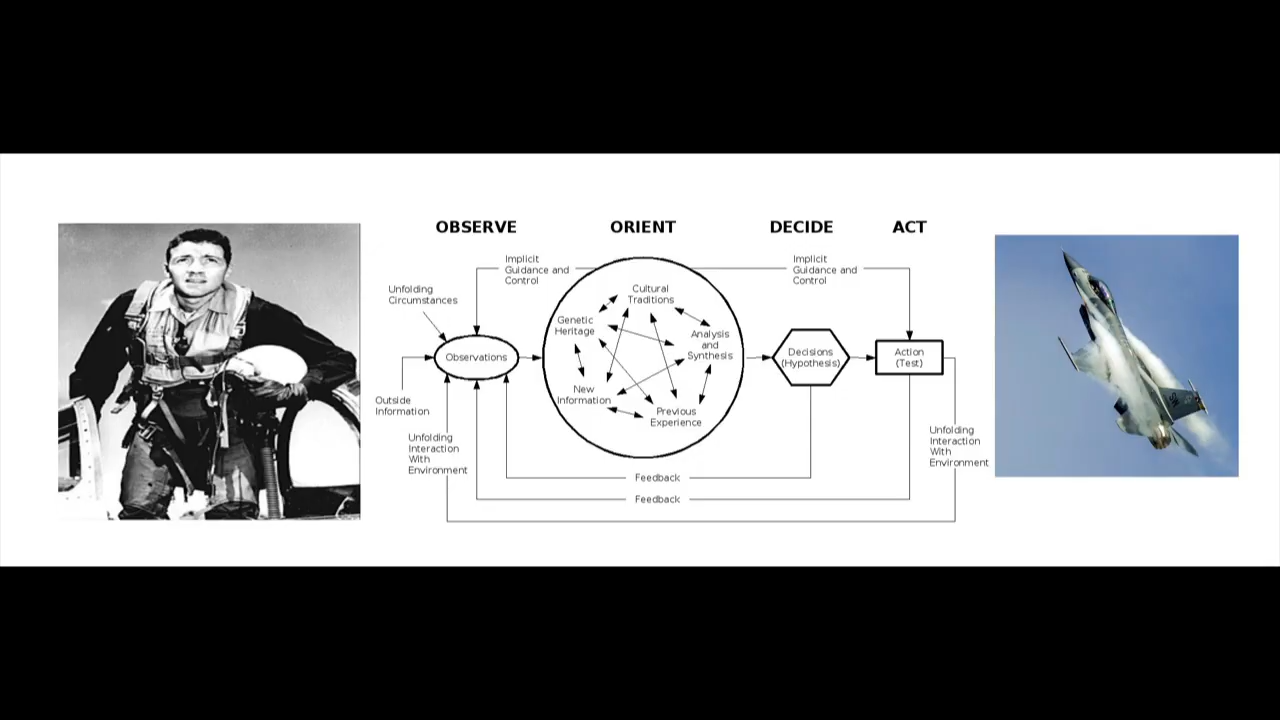 OBSERVE
ORIENT
DECIDE
ACT
Implicit
Guidance and
Control
Implicit
Guidance and
Control
Unfolding
Circumstances
Observations
Outside
Information
Unfolding
Interaction
With
Environment
Cultural
Traditions
Genetic
Heritage
Analysis
and
Synthesis
New
Information
Previous
Experience
Decisions
(Hypothesis)
Action
(Test)
Unfolding
Interaction
With
Environment
Feedback
Feedback